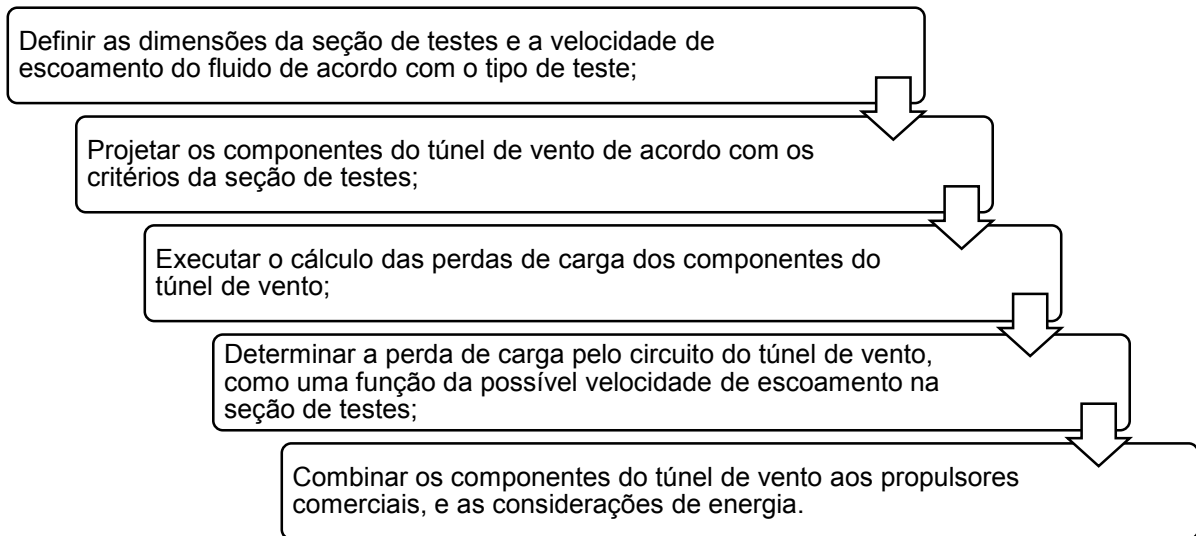 Definir as dimensões da seção de testes e a velocidade de
escoamento do fluido de acordo com o tipo de teste;
Projetar os componentes do túnel de vento de acordo com os
critérios da seção de testes;
Executar o cálculo das perdas de carga dos componentes do
túnel de vento;
Determinar a perda de carga pelo circuito do túnel de vento,
como uma função da possível velocidade de escoamento na
seção de testes;
Combinar os componentes do túnel de vento aos propulsores
comerciais, e as considerações de energia.